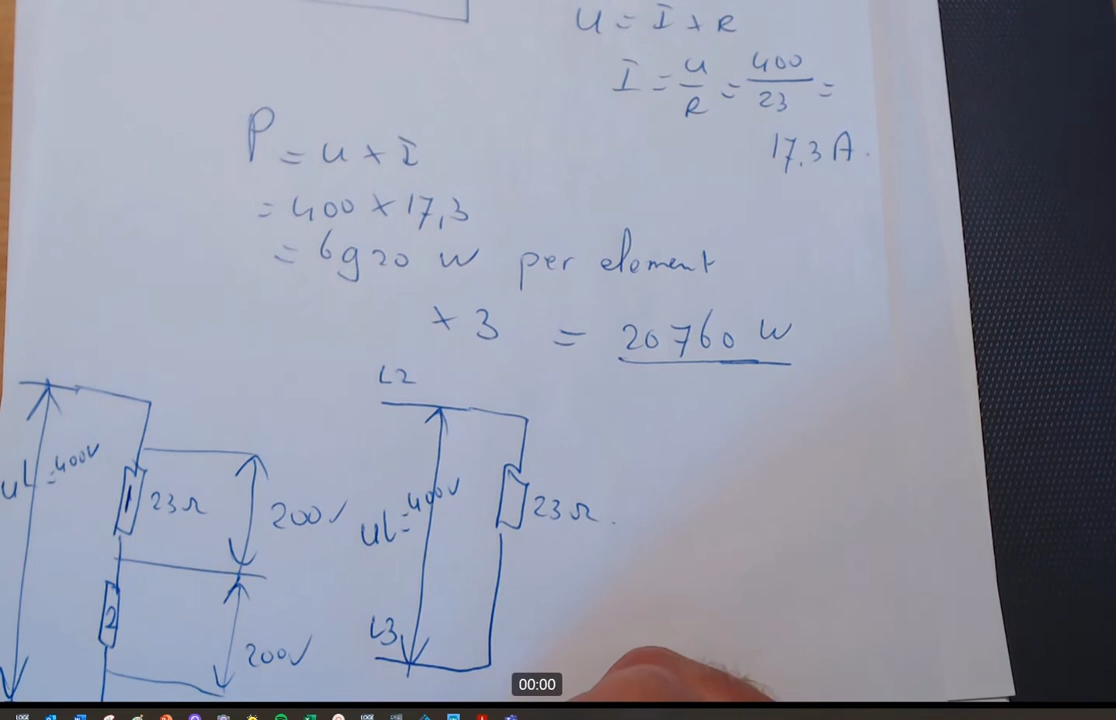 U = I × R
I = U/R = 400/23 =
17.3 A.
P = U × I
= 400 × 17,3
= 6920 W per element
× 3 = 20760 W
L2
UL=400V
1 23Ω
200V
UL=400V
23Ω.
2
L3
200V
00:00